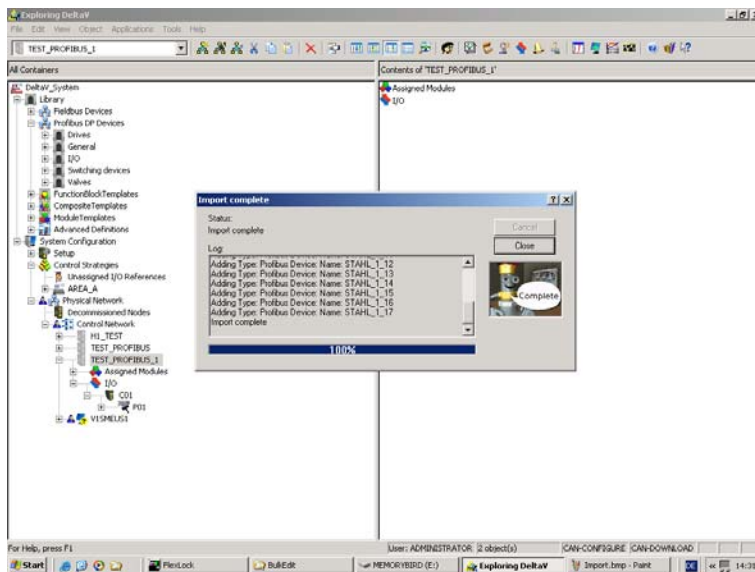 Exploring DeltaV
File Edit View Object Applications Tools Help
TEST_PROFIBUS_1
All Containers
Contents of 'TEST_PROFIBUS_1'
DeltaV_System
Library
Fieldbus Devices
Profibus DP Devices
Drives
General
I/O
Switching devices
Valves
FunctionBlockTemplates
CompositeTemplates
ModuleTemplates
Advanced Definitions
System Configuration
Setup
Control Strategies
Unassigned I/O References
AREA_A
Physical Network
Decommissioned Nodes
Control Network
H1_TEST
TEST_PROFIBUS
TEST_PROFIBUS_1
Assigned Modules
I/O
C01
P01
V1SMEUS1
Assigned Modules
I/O
Import complete
Status:
Import complete
Log:
Adding Type: Profibus Device: Name: STAHL_1_12
Adding Type: Profibus Device: Name: STAHL_1_13
Adding Type: Profibus Device: Name: STAHL_1_14
Adding Type: Profibus Device: Name: STAHL_1_15
Adding Type: Profibus Device: Name: STAHL_1_16
Adding Type: Profibus Device: Name: STAHL_1_17
Import complete
100%
Cancel
Close
Complete
For Help, press F1
User: ADMINISTRATOR 2 object(s) CAN-CONFIGURE CAN-DOWNLOAD
Start FlexLock BulkEdit MEMORYBIRD (E:) Exploring DeltaV Import.bmp - Paint DE